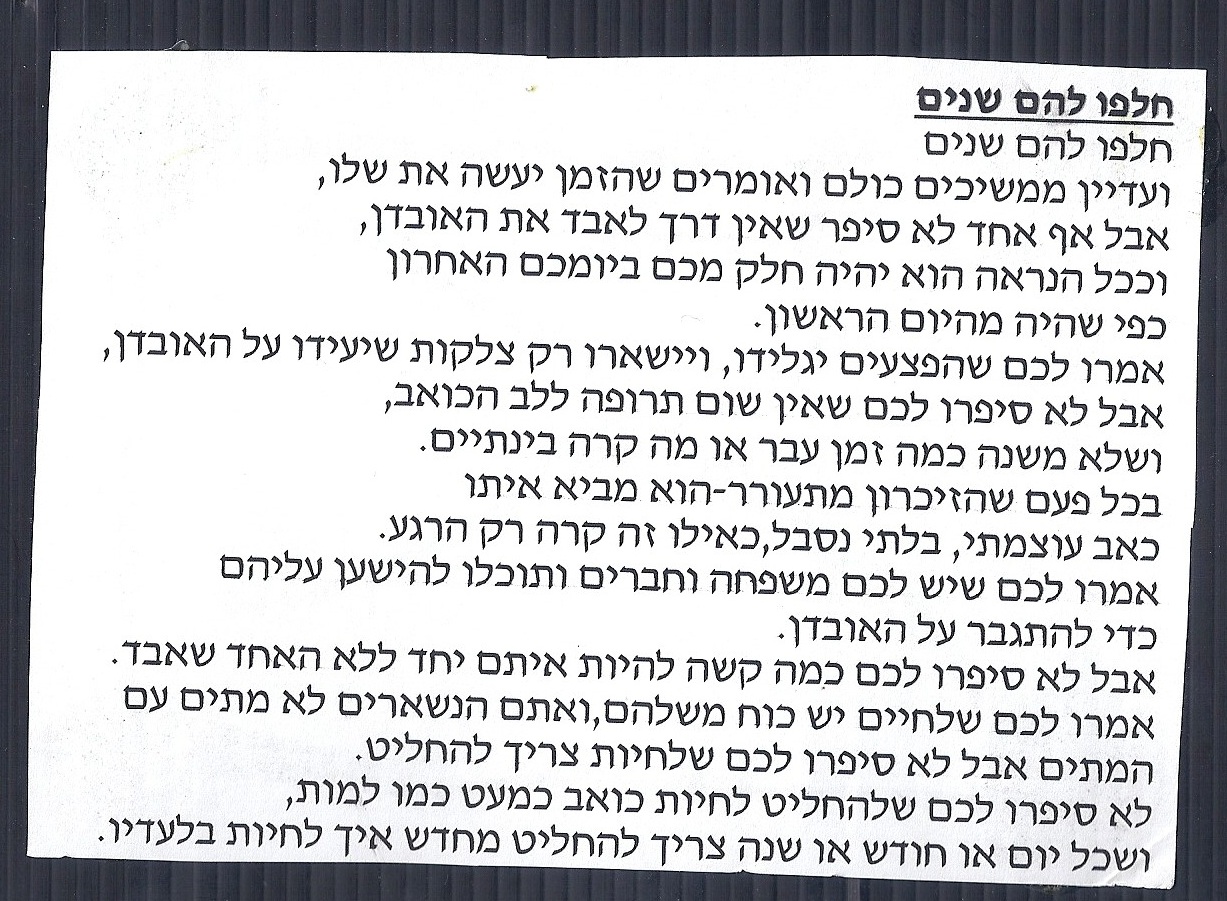 חלפו להם שנים
חלפו להם שנים
ועדיין ממשיכים כולם ואומרים שהזמן יעשה את שלו,
אבל אף אחד לא סיפר שאין דרך לאבד את האובדן,
וככל הנראה הוא יהיה חלק מכם ביומכם האחרון
כפי שהיה מהיום הראשון.
אמרו לכם שהפצעים יגלידו, ויישארו רק צלקות שיעידו על האובדן,
אבל לא סיפרו לכם שאין שום תרופה ללב הכואב,
ושלא משנה כמה זמן עבר או מה קרה בינתיים.
בכל פעם שהזיכרון מתעורר-הוא מביא איתו
כאב עוצמתי, בלתי נסבל,כאילו זה קרה רק הרגע.
אמרו לכם שיש לכם משפחה וחברים ותוכלו להישען עליהם
כדי להתגבר על האובדן.
אבל לא סיפרו לכם כמה קשה להיות איתם יחד ללא האחד שאבד.
אמרו לכם שלחיים יש כוח משלהם,ואתם הנשארים לא מתים עם
המתים אבל לא סיפרו לכם שלחיות צריך להחליט.
לא סיפרו לכם שלהחליט לחיות כואב כמעט כמו למות,
ושכל יום או חודש או שנה צריך להחליט מחדש איך לחיות בלעדיו.